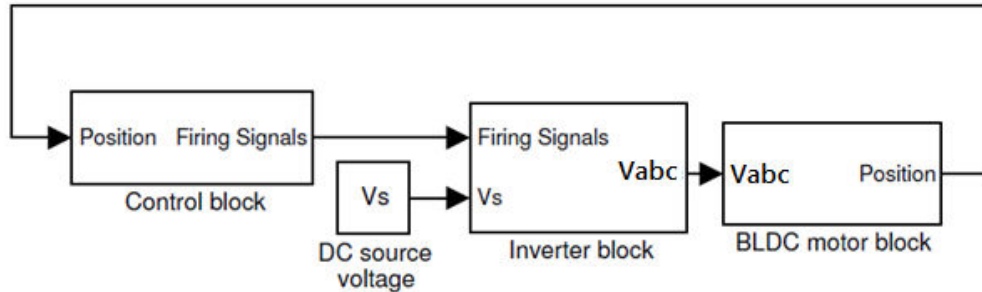 Position Firing Signals
Control block
Vs
DC source
voltage
Firing Signals
Vabc
Vs
Inverter block
Vabc Position
BLDC motor block